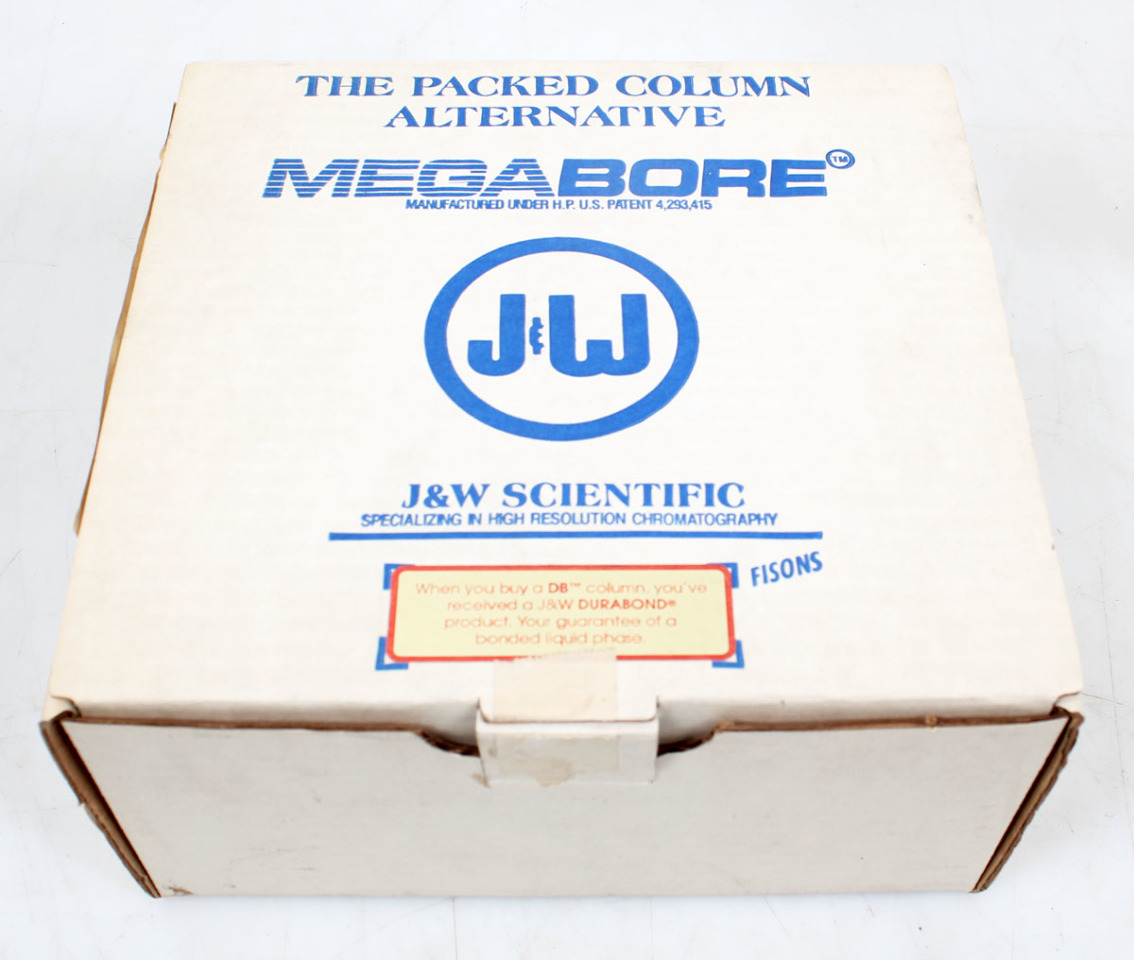 THE PACKED COLUMN
ALTERNATIVE
MEGABORE™
MANUFACTURED UNDER H.P. U.S. PATENT 4,293,415
J&W
J&W SCIENTIFIC
SPECIALIZING IN HIGH RESOLUTION CHROMATOGRAPHY
FISONS
When you buy a DB™ column, you've
received a J&W DURABOND®
product. Your guarantee of a
bonded liquid phase.